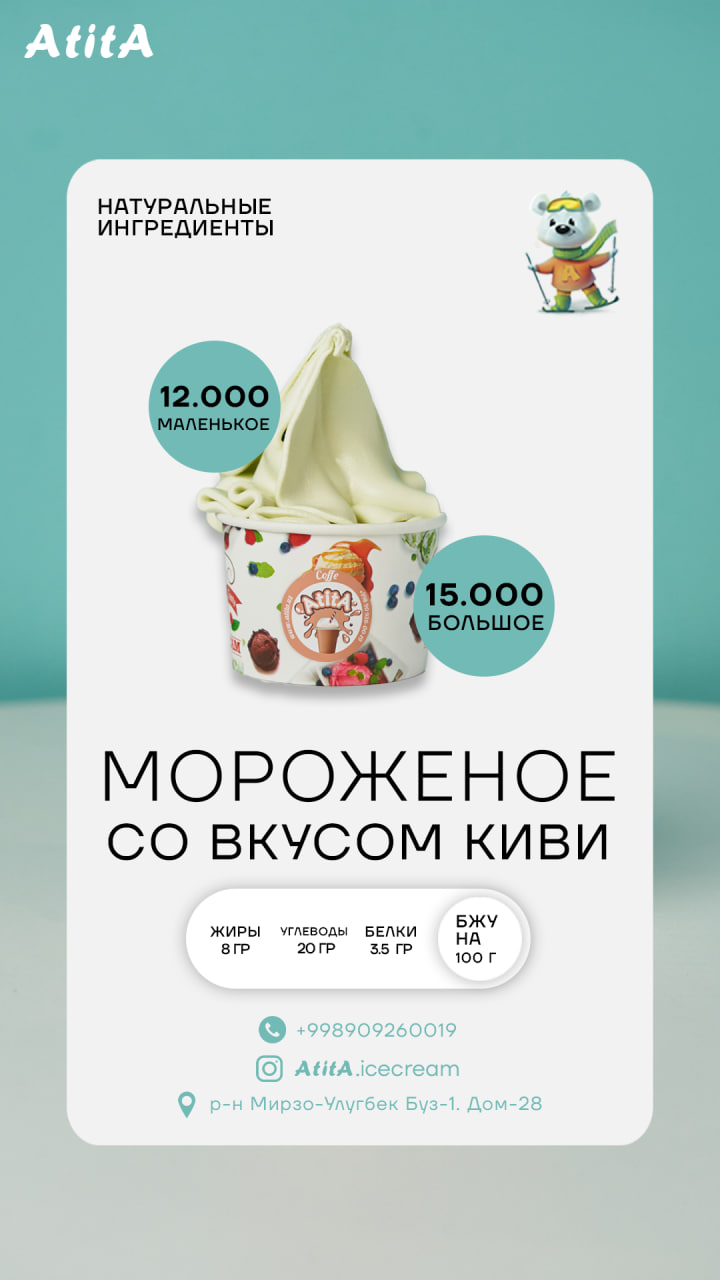 AtitA
НАТУРАЛЬНЫЕ
ИНГРЕДИЕНТЫ
A
12.000
МАЛЕНЬКОЕ
Coffe
AtitA
15.000
БОЛЬШОЕ
МОРОЖЕНОЕ
СО ВКУСОМ КИВИ
ЖИРЫ
8 ГР
УГЛЕВОДЫ
20 ГР
БЕЛКИ
3.5 ГР
БЖУ
НА
100 Г
+998909260019
AtitA.icecream
р-н Мирзо-Улугбек Буз-1. Дом-28